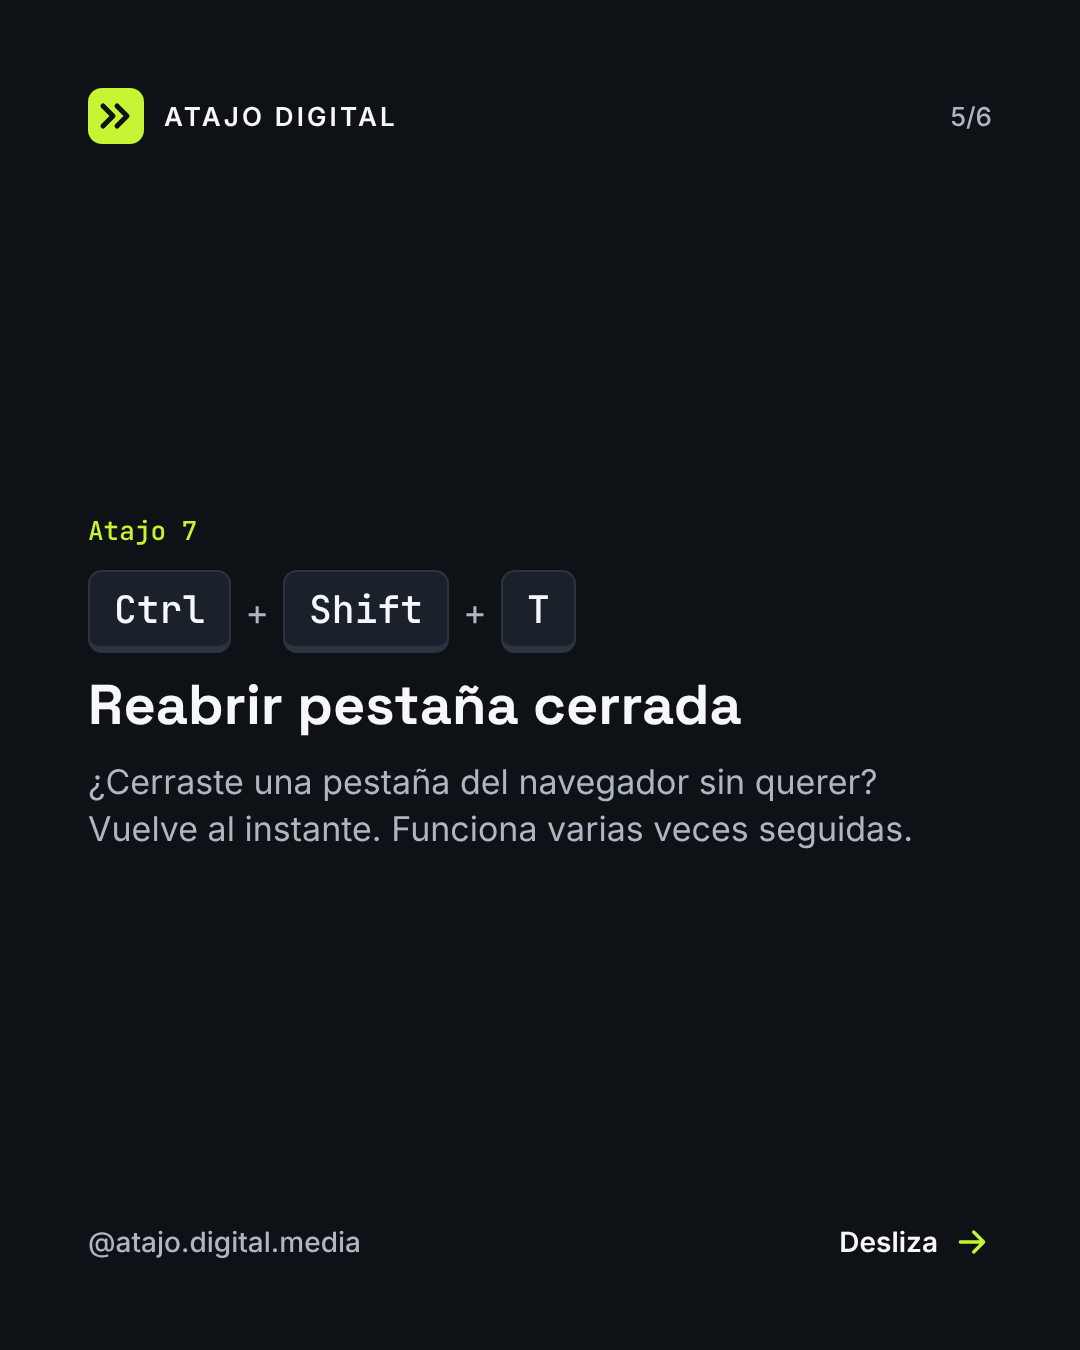 ATAJO DIGITAL
5/6
Atajo 7
Ctrl + Shift + T
Reabrir pestaña cerrada
¿Cerraste una pestaña del navegador sin querer?
Vuelve al instante. Funciona varias veces seguidas.
@atajo.digital.media
Desliza →